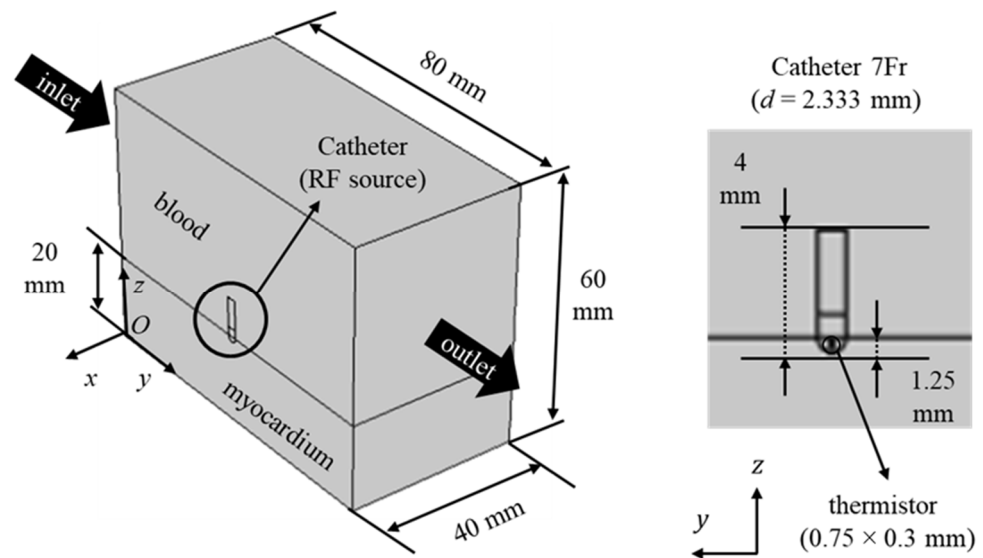 inlet
80 mm
Catheter
(RF source)
blood
20
mm
z
O
x
y
myocardium
60
mm
outlet
40 mm
Catheter 7Fr
(d = 2.333 mm)
4
mm
1.25
mm
z
y
thermistor
(0.75 × 0.3 mm)